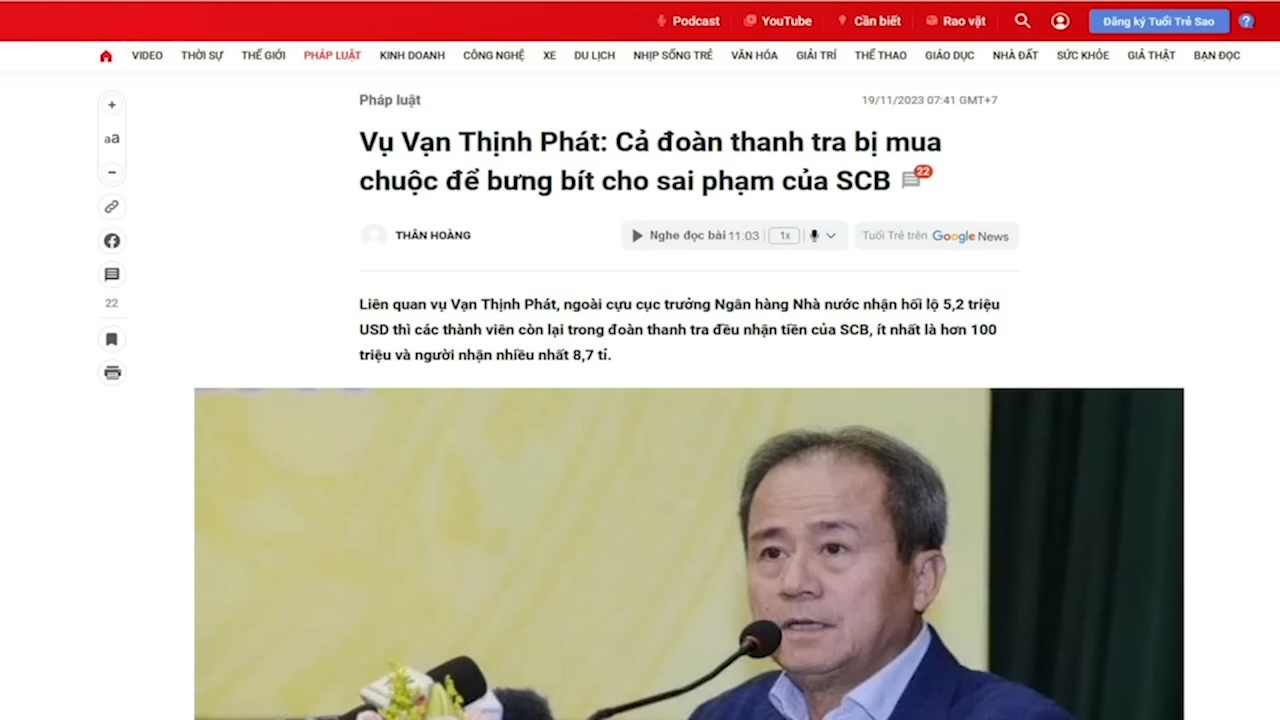 Podcast YouTube Cần biết Rao vặt Đăng ký Tuổi Trẻ Sao ?
VIDEO THỜI SỰ THẾ GIỚI PHÁP LUẬT KINH DOANH CÔNG NGHỆ XE DU LỊCH NHỊP SỐNG TRẺ VĂN HÓA GIẢI TRÍ THỂ THAO GIÁO DỤC NHÀ ĐẤT SỨC KHỎE GIẢ THẬT BẠN ĐỌC
+
aa
−
22
Pháp luật 19/11/2023 07:41 GMT+7
Vụ Vạn Thịnh Phát: Cả đoàn thanh tra bị mua
chuộc để bưng bít cho sai phạm của SCB 22
THÂN HOÀNG Nghe đọc bài 11:03 1x Tuổi Trẻ trên Google News
Liên quan vụ Vạn Thịnh Phát, ngoài cựu cục trưởng Ngân hàng Nhà nước nhận hối lộ 5,2 triệu
USD thì các thành viên còn lại trong đoàn thanh tra đều nhận tiền của SCB, ít nhất là hơn 100
triệu và người nhận nhiều nhất 8,7 tỉ.